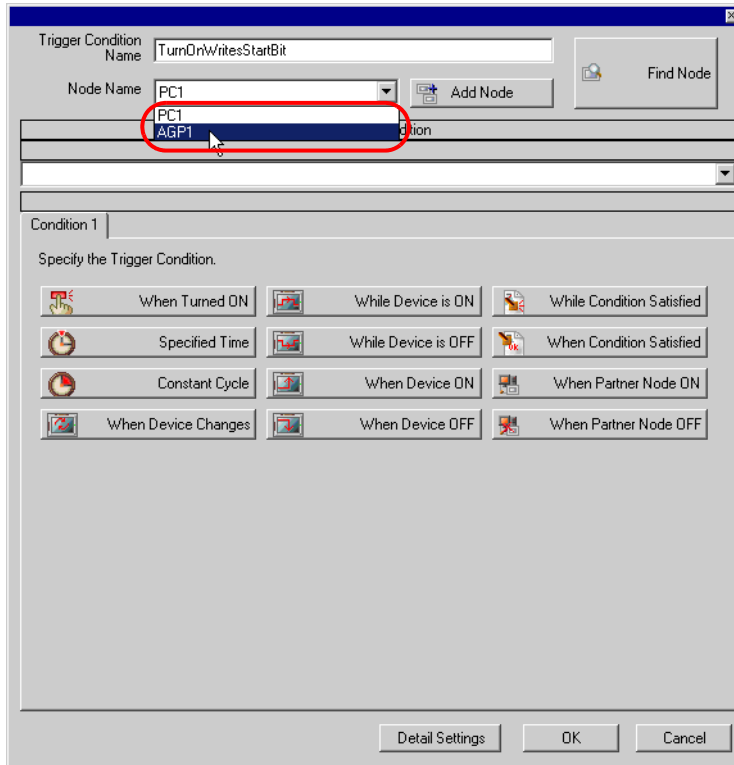 Trigger Condition
Name
TurnOnWritesStartBit
Find Node
Node Name
PC1
Add Node
PC1
AGP1
Condition 1
Specify the Trigger Condition.
When Turned ON
While Device is ON
While Condition Satisfied
Specified Time
While Device is OFF
When Condition Satisfied
Constant Cycle
When Device ON
When Partner Node ON
When Device Changes
When Device OFF
When Partner Node OFF
Detail Settings
OK
Cancel